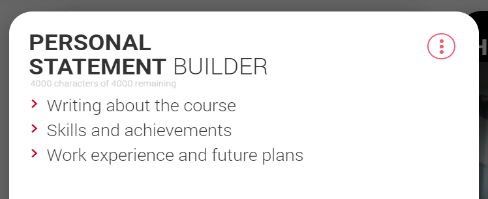 PERSONAL
STATEMENT BUILDER
4000 characters of 4000 remaining
Writing about the course
Skills and achievements
Work experience and future plans
H